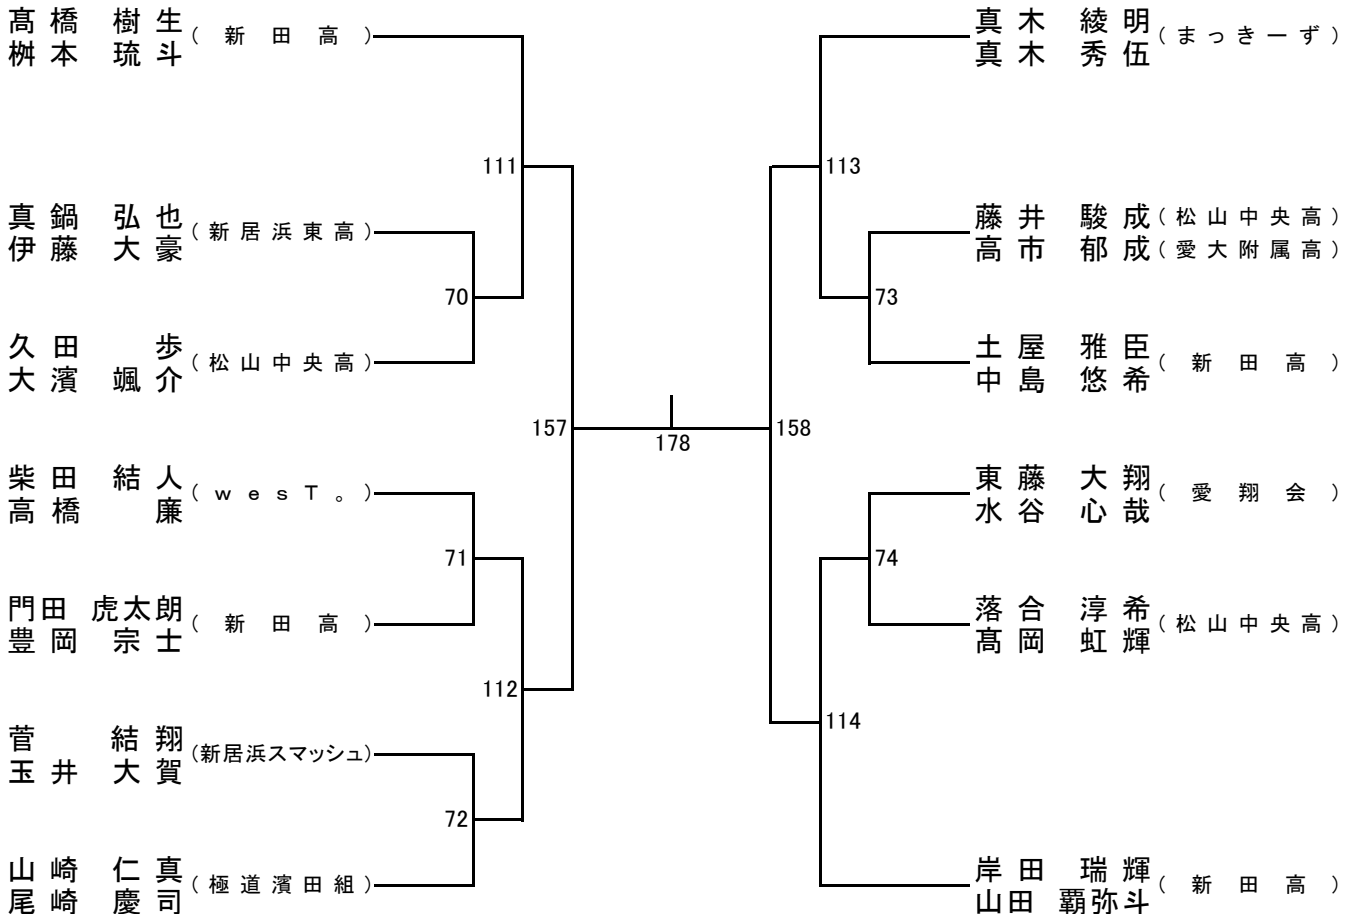 髙橋 樹生
桝本 琉斗
(新田高)
111
真鍋 弘也
伊藤 大豪
(新居浜東高)
70
久田 歩
大濱 颯介
(松山中央高)
157
柴田 結人
高橋 廉
(wesT。)
71
門田 虎太朗
豊岡 宗士
(新田高)
112
菅 結翔
玉井 大賀
(新居浜スマッシュ)
72
山崎 仁真
尾崎 慶司
(極道濱田組)
178
真木 綾明
真木 秀伍
(まっきーず)
113
藤井 駿成(松山中央高)
高市 郁成(愛大附属高)
73
土屋 雅臣
中島 悠希
(新田高)
158
東藤 大翔
水谷 心哉
(愛翔会)
74
落合 淳希
髙岡 虹輝
(松山中央高)
114
岸田 瑞輝
山田 覇弥斗
(新田高)